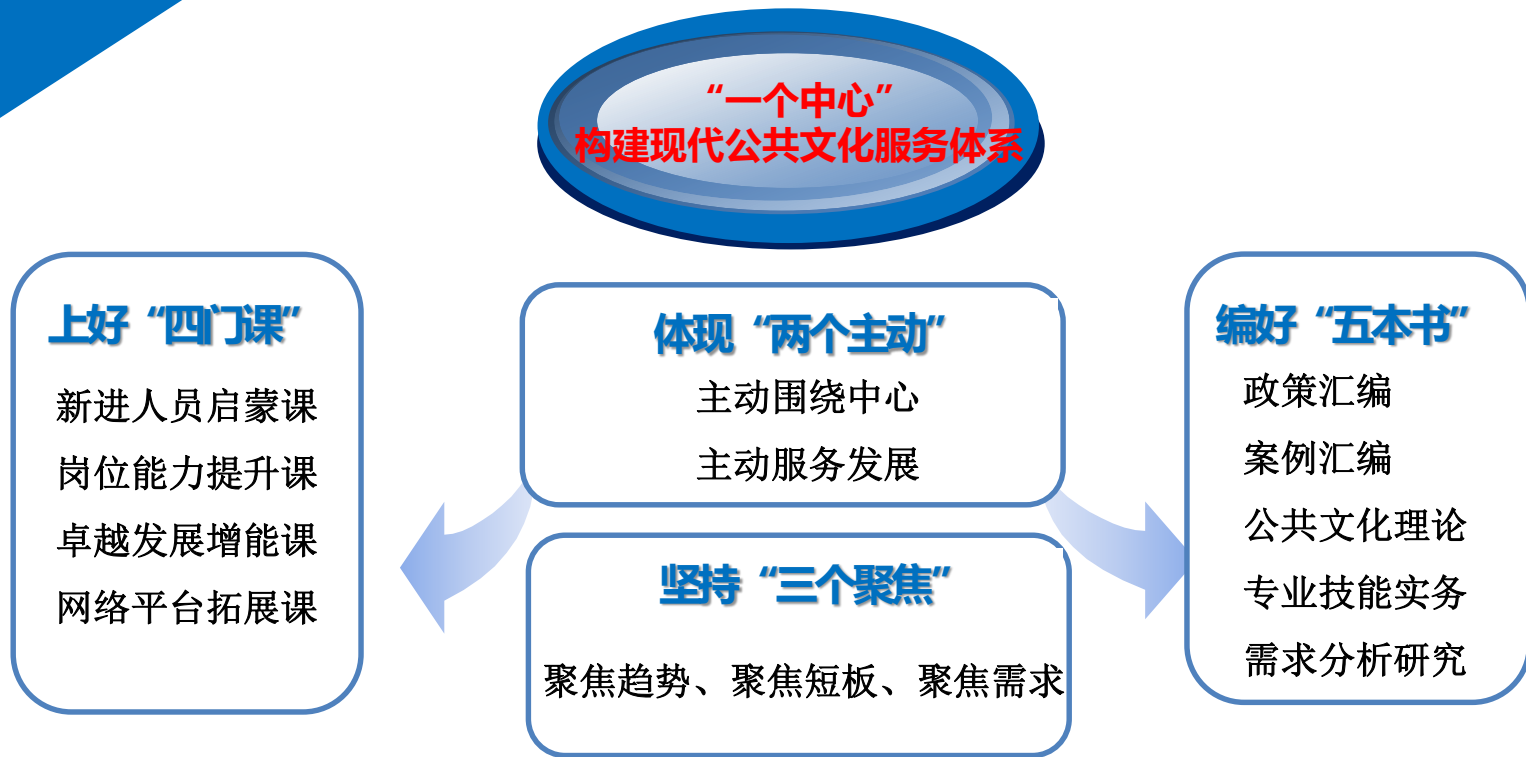 “一个中心”
构建现代公共文化服务体系
上好“四门课”
新进人员启蒙课
岗位能力提升课
卓越发展增能课
网络平台拓展课
体现“两个主动”
主动围绕中心
主动服务发展
坚持“三个聚焦”
聚焦趋势、聚焦短板、聚焦需求
编好“五本书”
政策汇编
案例汇编
公共文化理论
专业技能实务
需求分析研究